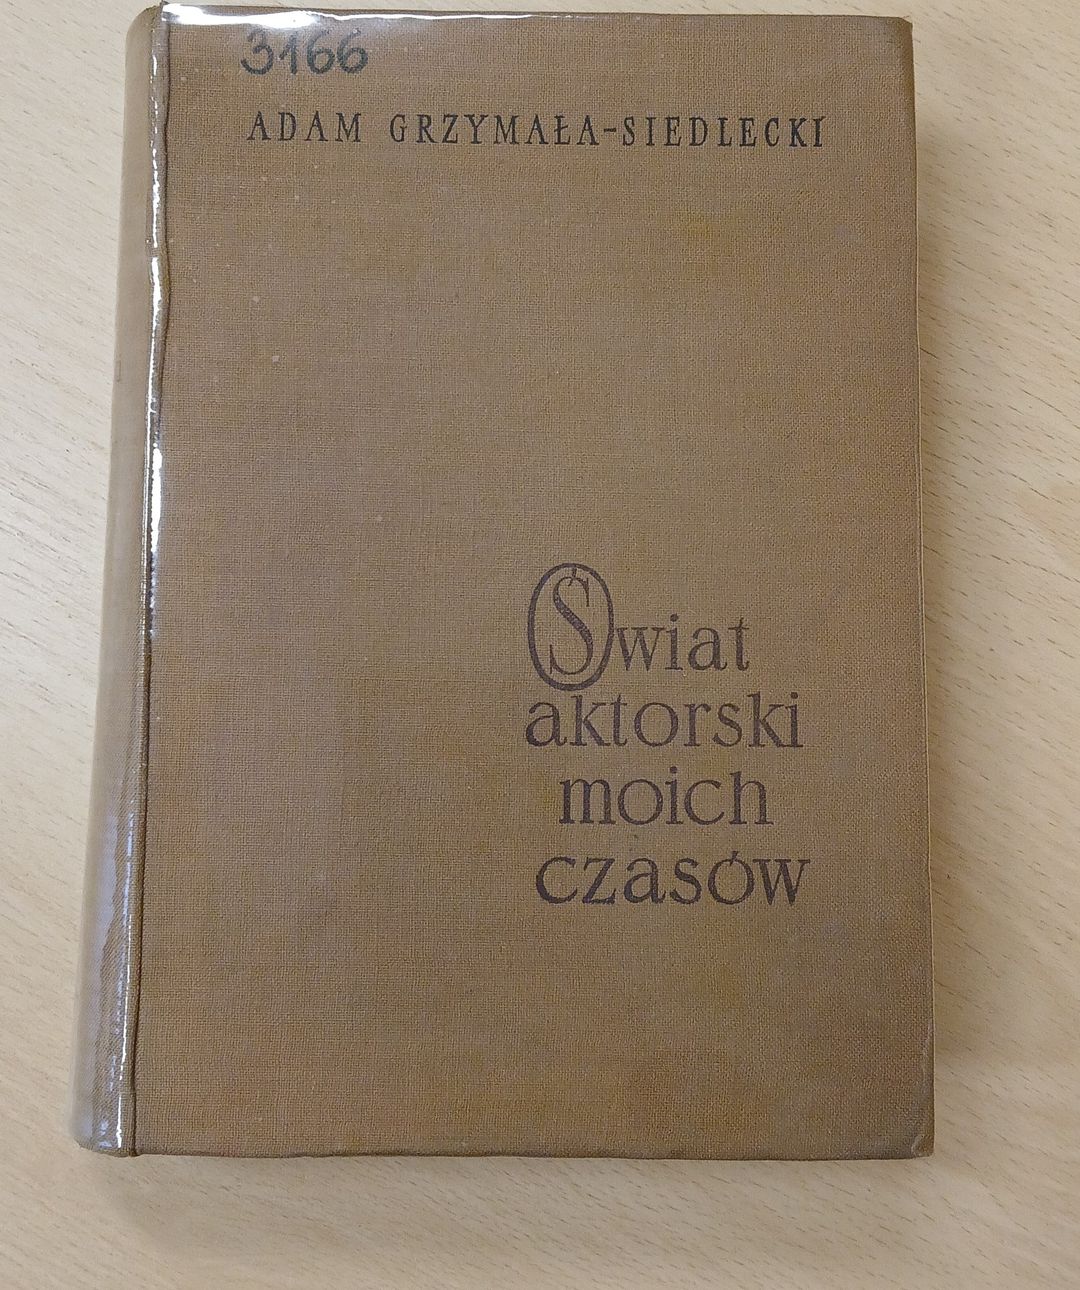 3166
ADAM GRZYMAŁA-SIEDLECKI
Świat
aktorski
moich
czasów